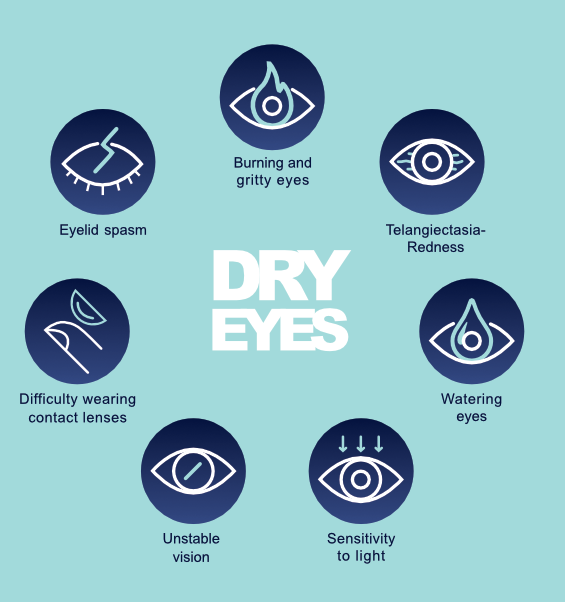 Burning and
gritty eyes
Eyelid spasm
Telangiectasia-
Redness
DRY
EYES
Difficulty wearing
contact lenses
Watering
eyes
Unstable
vision
Sensitivity
to light